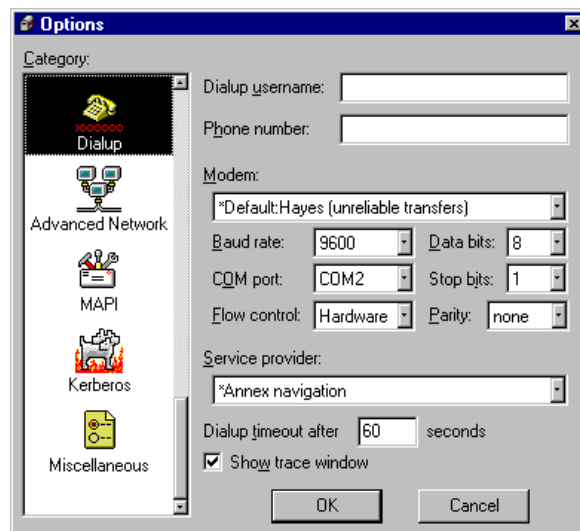 Options
Category:
Dialup
Advanced Network
MAPI
Kerberos
Miscellaneous
Dialup username:
Phone number:
Modem:
*Default:Hayes (unreliable transfers)
Baud rate: 9600 Data bits: 8
COM port: COM2 Stop bits: 1
Flow control: Hardware Parity: none
Service provider:
*Annex navigation
Dialup timeout after 60 seconds
Show trace window
OK Cancel